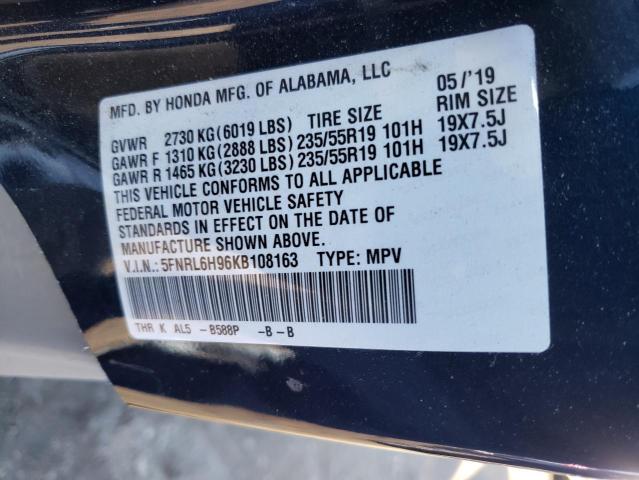 MFD. BY HONDA MFG. OF ALABAMA, LLC 05/'19
GVWR 2730 KG(6019 LBS) TIRE SIZE RIM SIZE
GAWR F 1310 KG(2888 LBS) 235/55R19 101H 19X7.5J
GAWR R 1465 KG(3230 LBS) 235/55R19 101H 19X7.5J
THIS VEHICLE CONFORMS TO ALL APPLICABLE
FEDERAL MOTOR VEHICLE SAFETY
STANDARDS IN EFFECT ON THE DATE OF
MANUFACTURE SHOWN ABOVE.
V.I.N.: 5FNRL6H96KB108163 TYPE: MPV
THR K AL5 -B588P -B-B